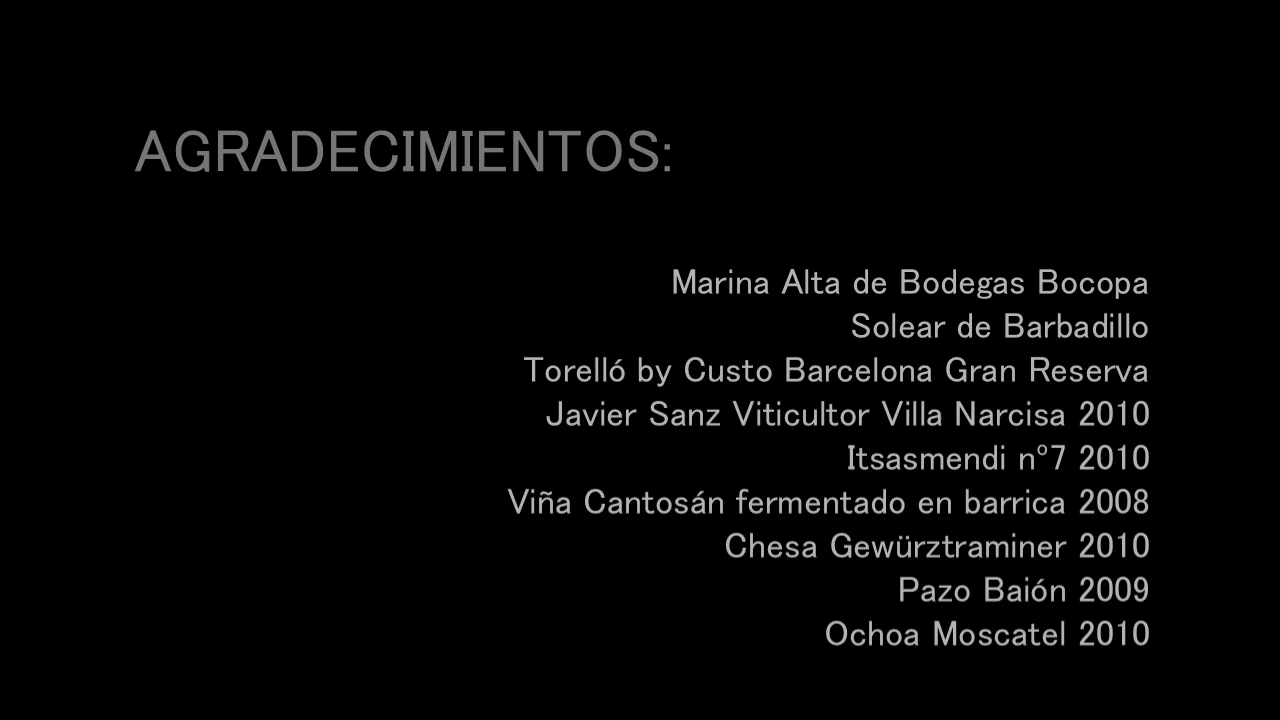 AGRADECIMIENTOS:
Marina Alta de Bodegas Bocopa
Solear de Barbadillo
Torelló by Custo Barcelona Gran Reserva
Javier Sanz Viticultor Villa Narcisa 2010
Itsasmendi nº7 2010
Viña Cantosán fermentado en barrica 2008
Chesa Gewürztraminer 2010
Pazo Baión 2009
Ochoa Moscatel 2010